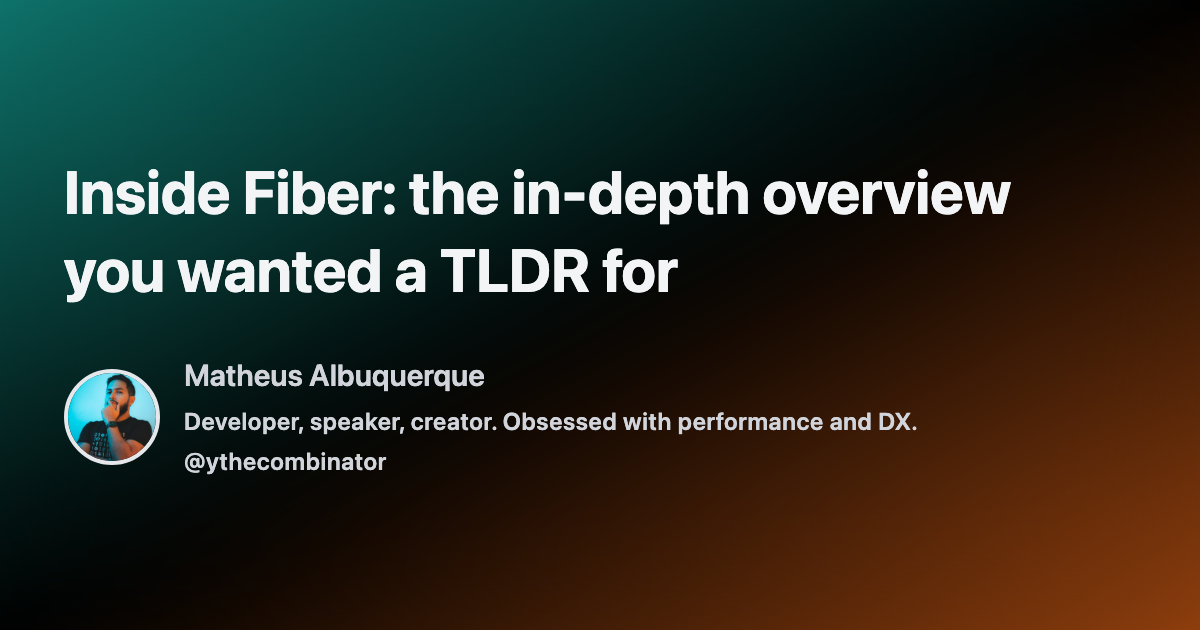 Inside Fiber: the in-depth overview
you wanted a TLDR for
Matheus Albuquerque
Developer, speaker, creator. Obsessed with performance and DX.
@ythecombinator